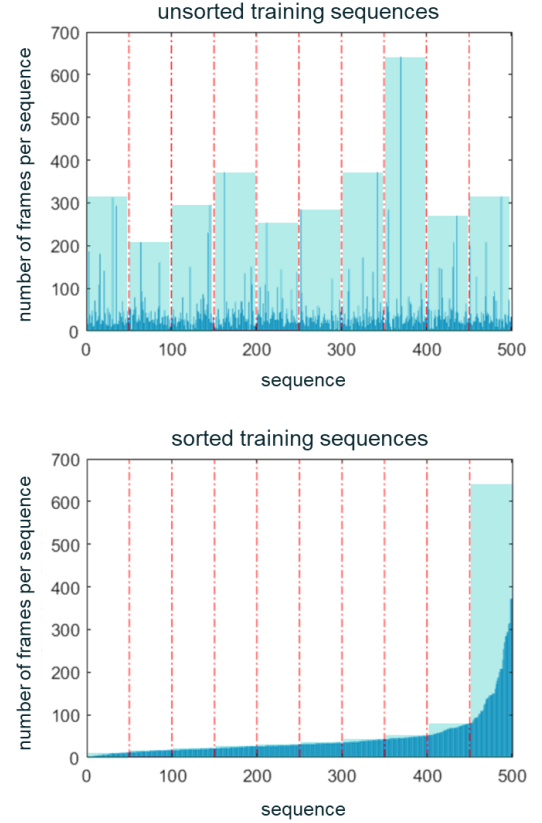 unsorted training sequences
700
600
500
400
300
200
100
0
number of frames per sequence
0 100 200 300 400 500
sequence
sorted training sequences
700
600
500
400
300
200
100
0
number of frames per sequence
0 100 200 300 400 500
sequence